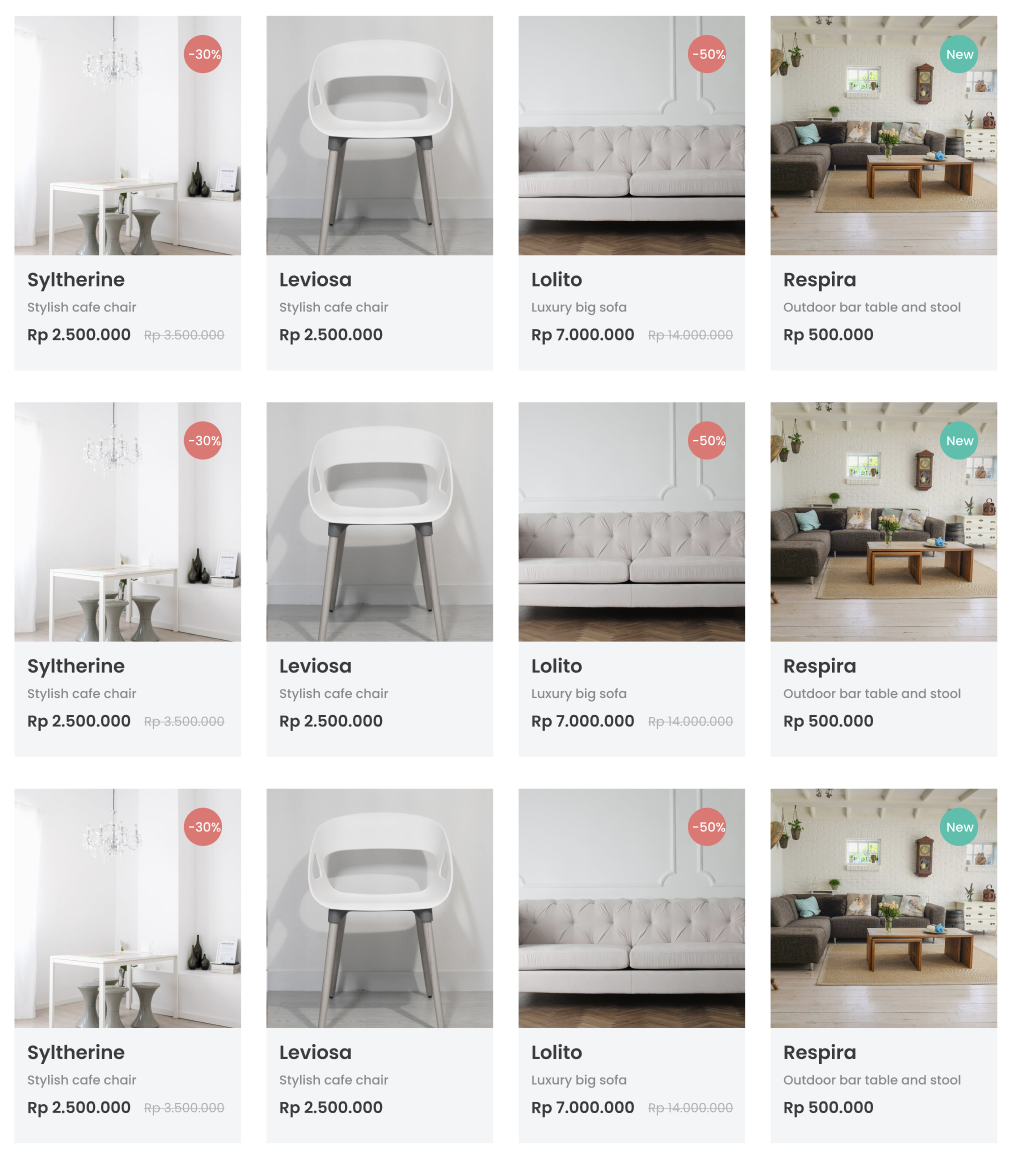 -30%
-50%
New
Syltherine
Leviosa
Lolito
Respira
Stylish cafe chair
Stylish cafe chair
Luxury big sofa
Outdoor bar table and stool
Rp 2.500.000 Rp 3.500.000
Rp 2.500.000
Rp 7.000.000 Rp 14.000.000
Rp 500.000
-30%
-50%
New
Syltherine
Leviosa
Lolito
Respira
Stylish cafe chair
Stylish cafe chair
Luxury big sofa
Outdoor bar table and stool
Rp 2.500.000 Rp 3.500.000
Rp 2.500.000
Rp 7.000.000 Rp 14.000.000
Rp 500.000
-30%
-50%
New
Syltherine
Leviosa
Lolito
Respira
Stylish cafe chair
Stylish cafe chair
Luxury big sofa
Outdoor bar table and stool
Rp 2.500.000 Rp 3.500.000
Rp 2.500.000
Rp 7.000.000 Rp 14.000.000
Rp 500.000